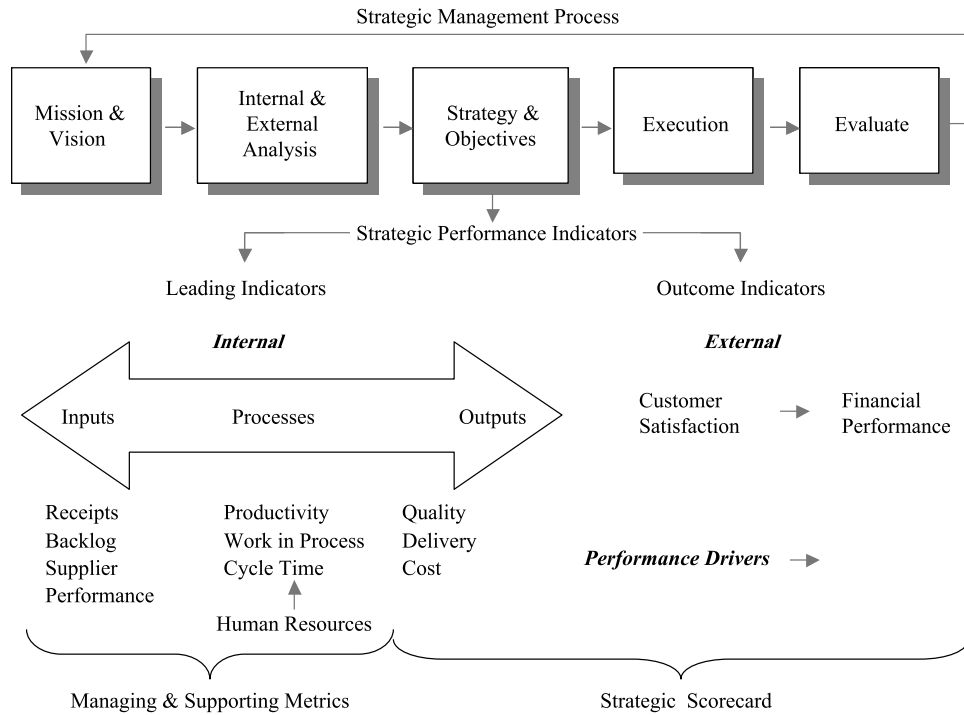 Strategic Management Process
Mission &
Vision
Internal &
External
Analysis
Strategy &
Objectives
Execution
Evaluate
Strategic Performance Indicators
Leading Indicators
Outcome Indicators
Internal
External
Inputs
Processes
Outputs
Customer
Satisfaction
Financial
Performance
Receipts
Backlog
Supplier
Performance
Productivity
Work in Process
Cycle Time
Human Resources
Quality
Delivery
Cost
Performance Drivers
Managing & Supporting Metrics
Strategic Scorecard